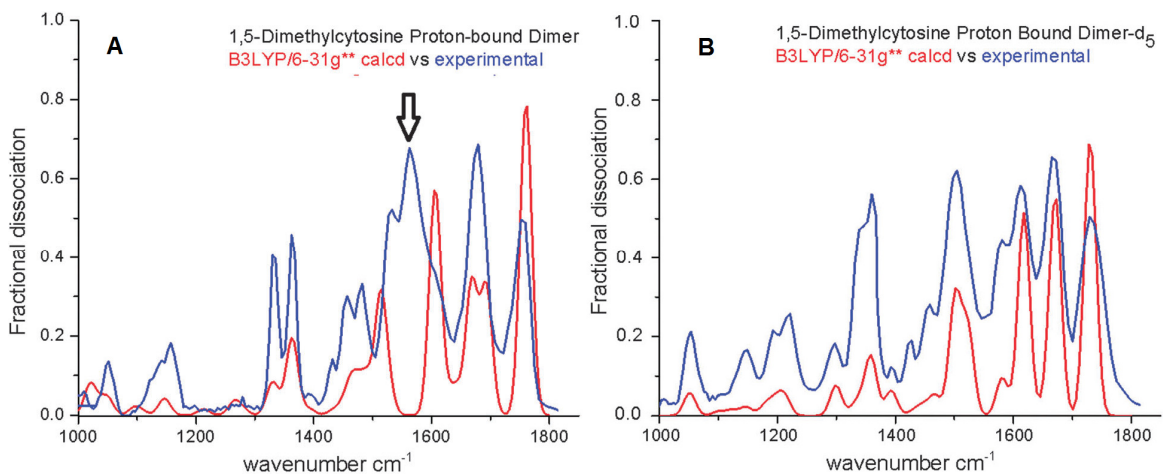 A
1,5-Dimethylcytosine Proton-bound Dimer
B3LYP/6-31g** calcd vs experimental
Fractional dissociation
1.0
0.8
0.6
0.4
0.2
0.0
1000 1200 1400 1600 1800
wavenumber cm⁻¹
B
1,5-Dimethylcytosine Proton Bound Dimer-d₅
B3LYP/6-31g** calcd vs experimental
Fractional dissociation
1.0
0.8
0.6
0.4
0.2
0.0
1000 1200 1400 1600 1800
wavenumber cm⁻¹